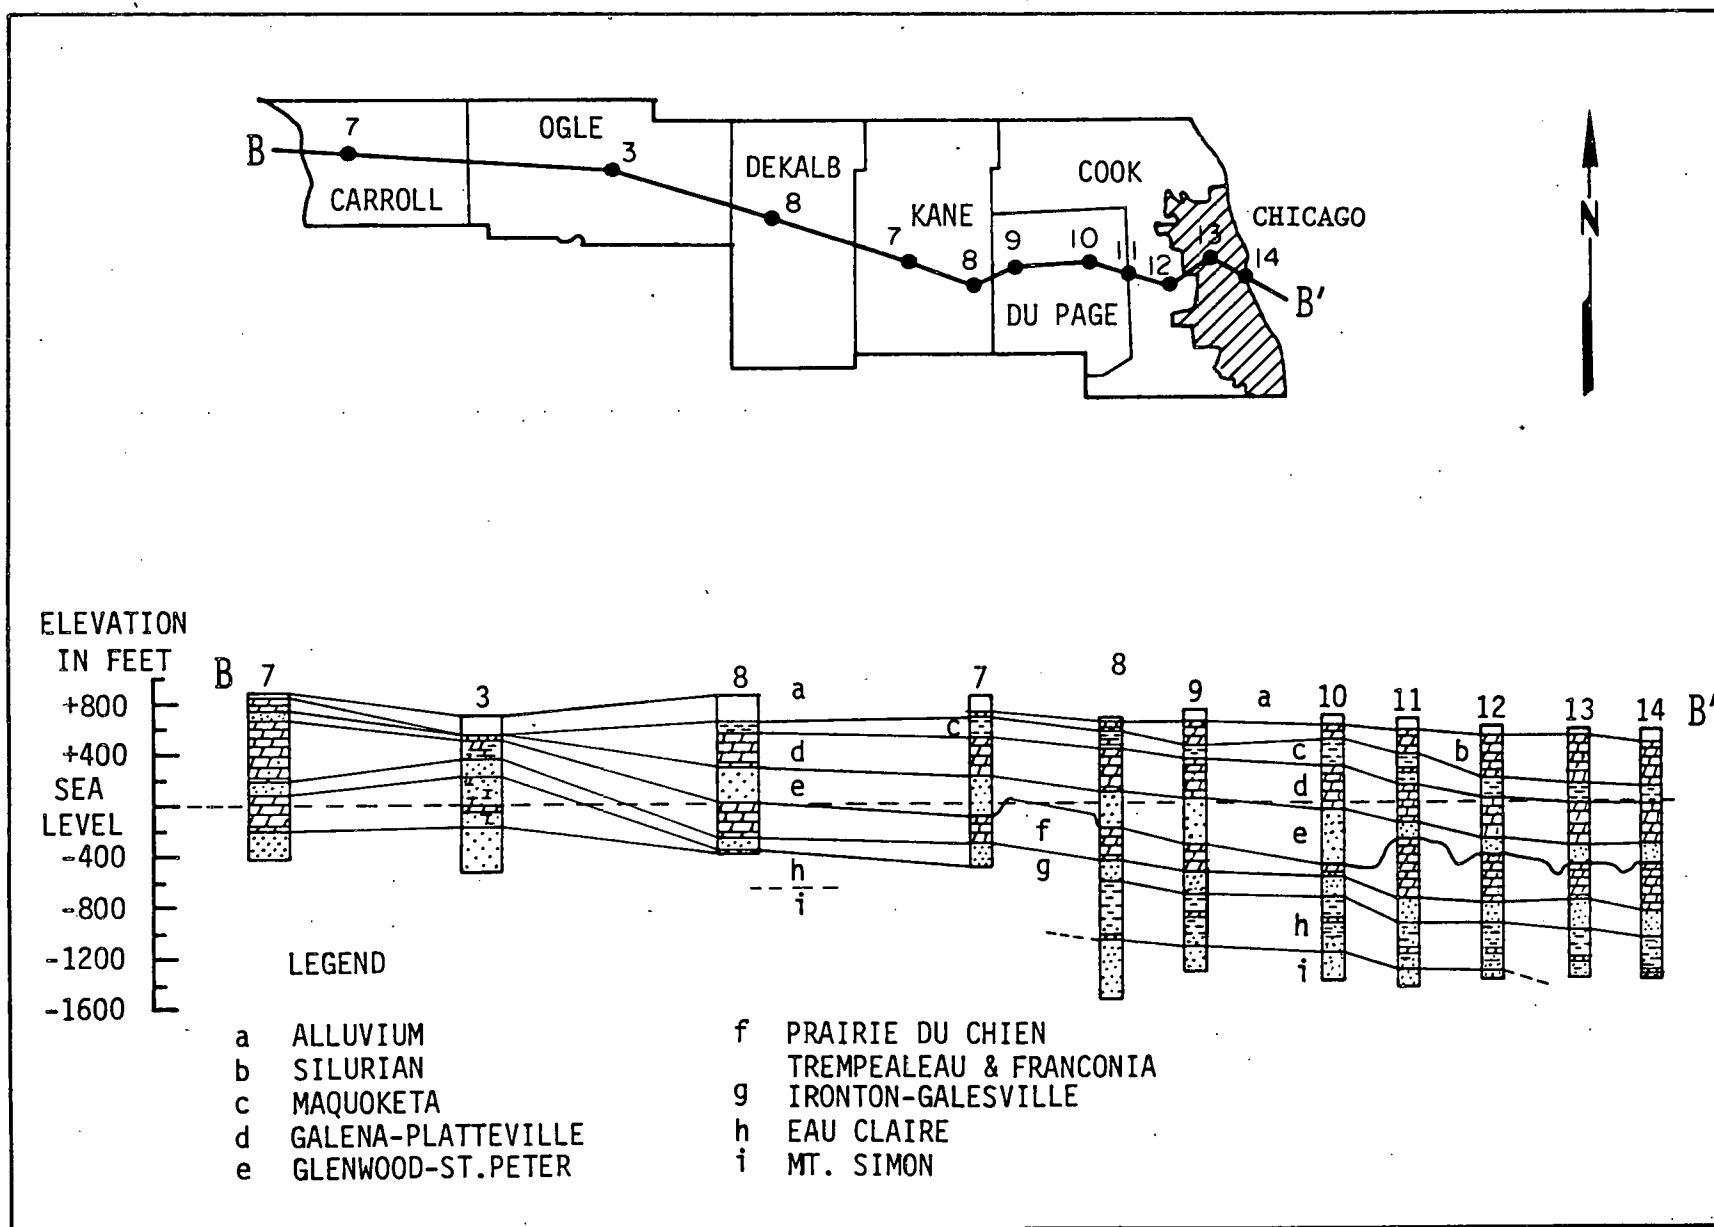 7
OGLE
3
B
CARROLL
DEKALB
8
KANE
7
8
COOK
9
10
11
12
13
14
CHICAGO
DU PAGE
B'
N
ELEVATION
IN FEET
+800
+400
SEA
LEVEL
-400
-800
-1200
-1600
B
7
3
8
a
7
8
9
a
10
11
12
13
14
B'
c
d
e
f
g
h
i
c
b
d
e
h
i
LEGEND
a ALLUVIUM
b SILURIAN
c MAQUOKETA
d GALENA-PLATTEVILLE
e GLENWOOD-ST.PETER
f PRAIRIE DU CHIEN
TREMPEALEAU & FRANCONIA
g IRONTON-GALESVILLE
h EAU CLAIRE
i MT. SIMON